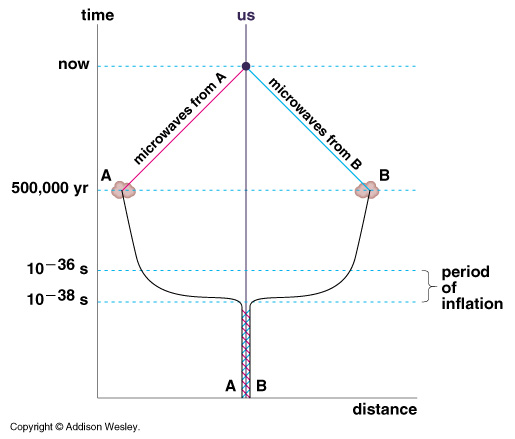 time
us
now
microwaves from A
microwaves from B
A
B
500,000 yr
10⁻³⁶ s
10⁻³⁸ s
period
of
inflation
A
B
distance
Copyright © Addison Wesley.